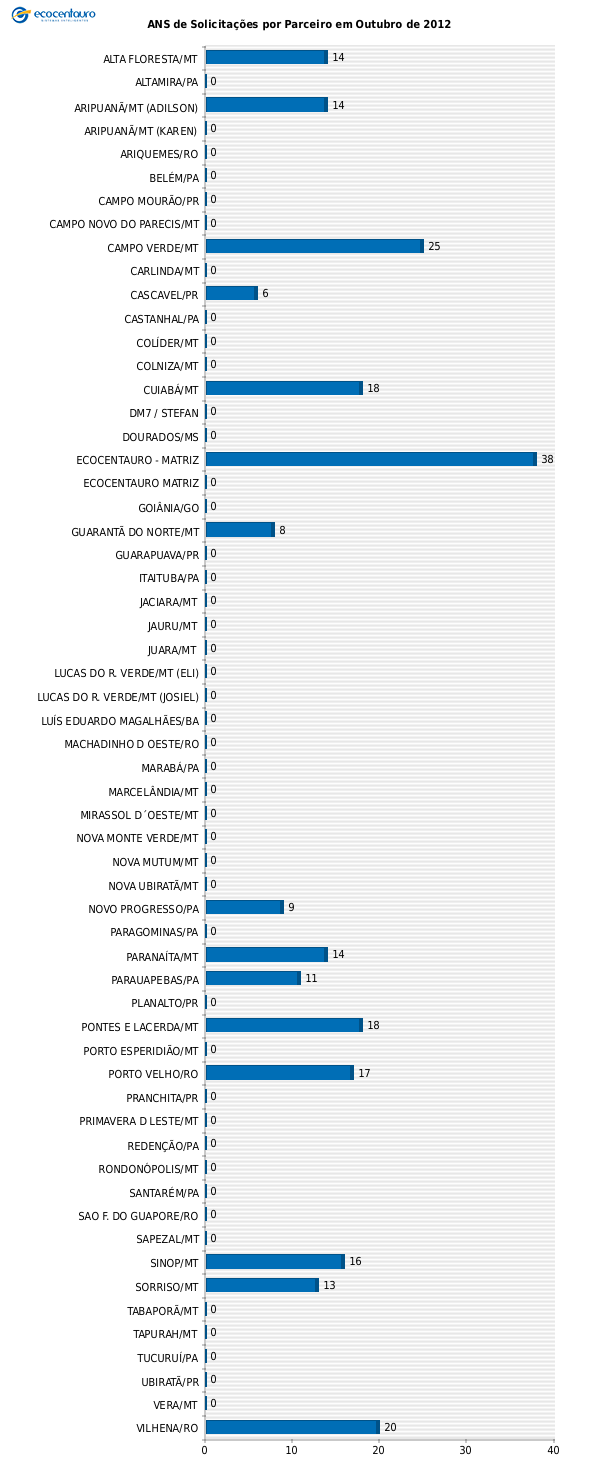 ecocentauro
ANS de Solicitações por Parceiro em Outubro de 2012
ALTA FLORESTA/MT 14
ALTAMIRA/PA 0
ARIPUANÃ/MT (ADILSON) 14
ARIPUANÃ/MT (KAREN) 0
ARIQUEMES/RO 0
BELÉM/PA 0
CAMPO MOURÃO/PR 0
CAMPO NOVO DO PARECIS/MT 0
CAMPO VERDE/MT 25
CARLINDA/MT 0
CASCAVEL/PR 6
CASTANHAL/PA 0
COLÍDER/MT 0
COLNIZA/MT 0
CUIABÁ/MT 18
DM7 / STEFAN 0
DOURADOS/MS 0
ECOCENTAURO - MATRIZ 38
ECOCENTAURO MATRIZ 0
GOIÂNIA/GO 0
GUARANTÃ DO NORTE/MT 8
GUARAPUAVA/PR 0
ITAITUBA/PA 0
JACIARA/MT 0
JAURU/MT 0
JUARA/MT 0
LUCAS DO R. VERDE/MT (ELI) 0
LUCAS DO R. VERDE/MT (JOSIEL) 0
LUÍS EDUARDO MAGALHÃES/BA 0
MACHADINHO D OESTE/RO 0
MARABÁ/PA 0
MARCELÂNDIA/MT 0
MIRASSOL D´OESTE/MT 0
NOVA MONTE VERDE/MT 0
NOVA MUTUM/MT 0
NOVA UBIRATÃ/MT 0
NOVO PROGRESSO/PA 9
PARAGOMINAS/PA 0
PARANAÍTA/MT 14
PARAUAPEBAS/PA 11
PLANALTO/PR 0
PONTES E LACERDA/MT 18
PORTO ESPERIDIÃO/MT 0
PORTO VELHO/RO 17
PRANCHITA/PR 0
PRIMAVERA D LESTE/MT 0
REDENÇÃO/PA 0
RONDONÓPOLIS/MT 0
SANTARÉM/PA 0
SAO F. DO GUAPORE/RO 0
SAPEZAL/MT 0
SINOP/MT 16
SORRISO/MT 13
TABAPORÃ/MT 0
TAPURAH/MT 0
TUCURUÍ/PA 0
UBIRATÃ/PR 0
VERA/MT 0
VILHENA/RO 20
0 10 20 30 40